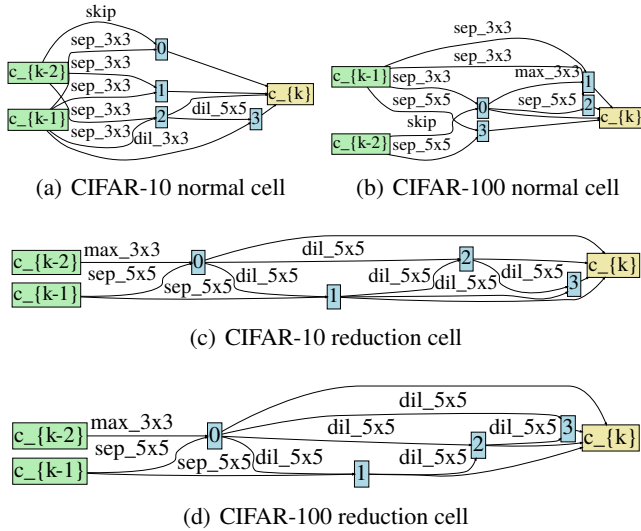 skip
sep_3x3
0
c_{k-2}
sep_3x3
sep_3x3
1
c_{k}
c_{k-1}
sep_3x3
dil_5x5
2
3
sep_3x3
dil_3x3
(a) CIFAR-10 normal cell
sep_3x3
sep_3x3
c_{k-1}
max_3x3
1
sep_3x3
sep_5x5
0
sep_5x5
2
c_{k}
skip
3
c_{k-2}
sep_5x5
(b) CIFAR-100 normal cell
dil_5x5
max_3x3
c_{k-2}
0
dil_5x5
2
c_{k}
sep_5x5
dil_5x5
dil_5x5
dil_5x5
c_{k-1}
sep_5x5
dil_5x5
3
1
(c) CIFAR-10 reduction cell
dil_5x5
max_3x3
dil_5x5
3
c_{k-2}
0
c_{k}
sep_5x5
dil_5x5
2
c_{k-1}
sep_5x5
dil_5x5
dil_5x5
1
(d) CIFAR-100 reduction cell